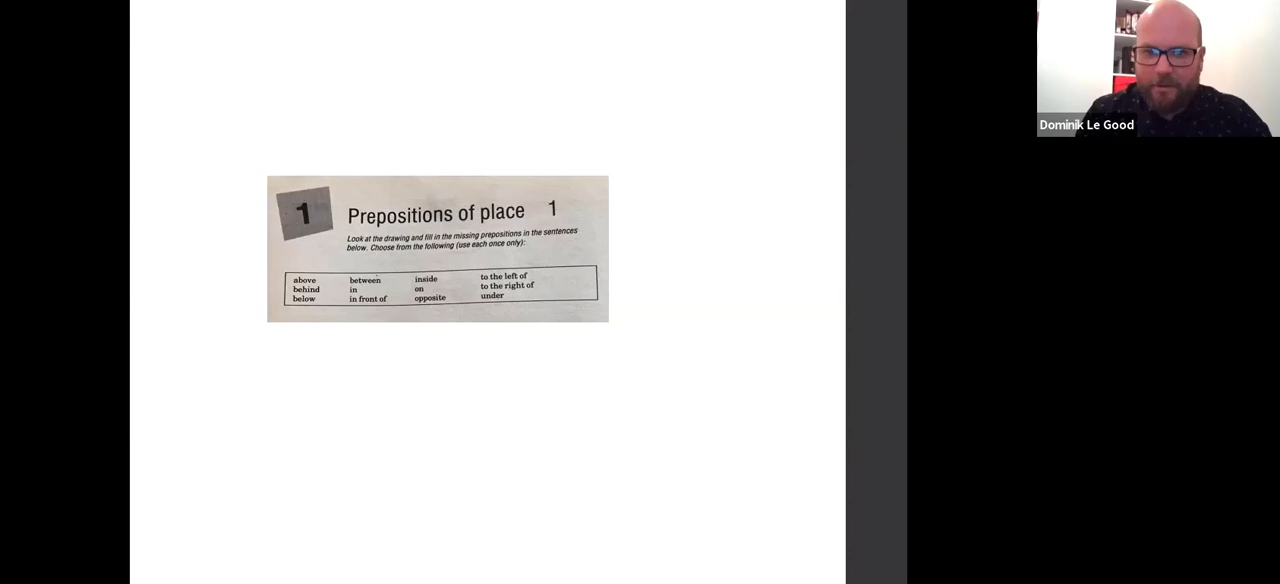 1
Prepositions of place 1
Look at the drawing and fill in the missing prepositions in the sentences
below. Choose from the following (use each once only):
above between inside to the left of
behind in on to the right of
below in front of opposite under
Dominik Le Good